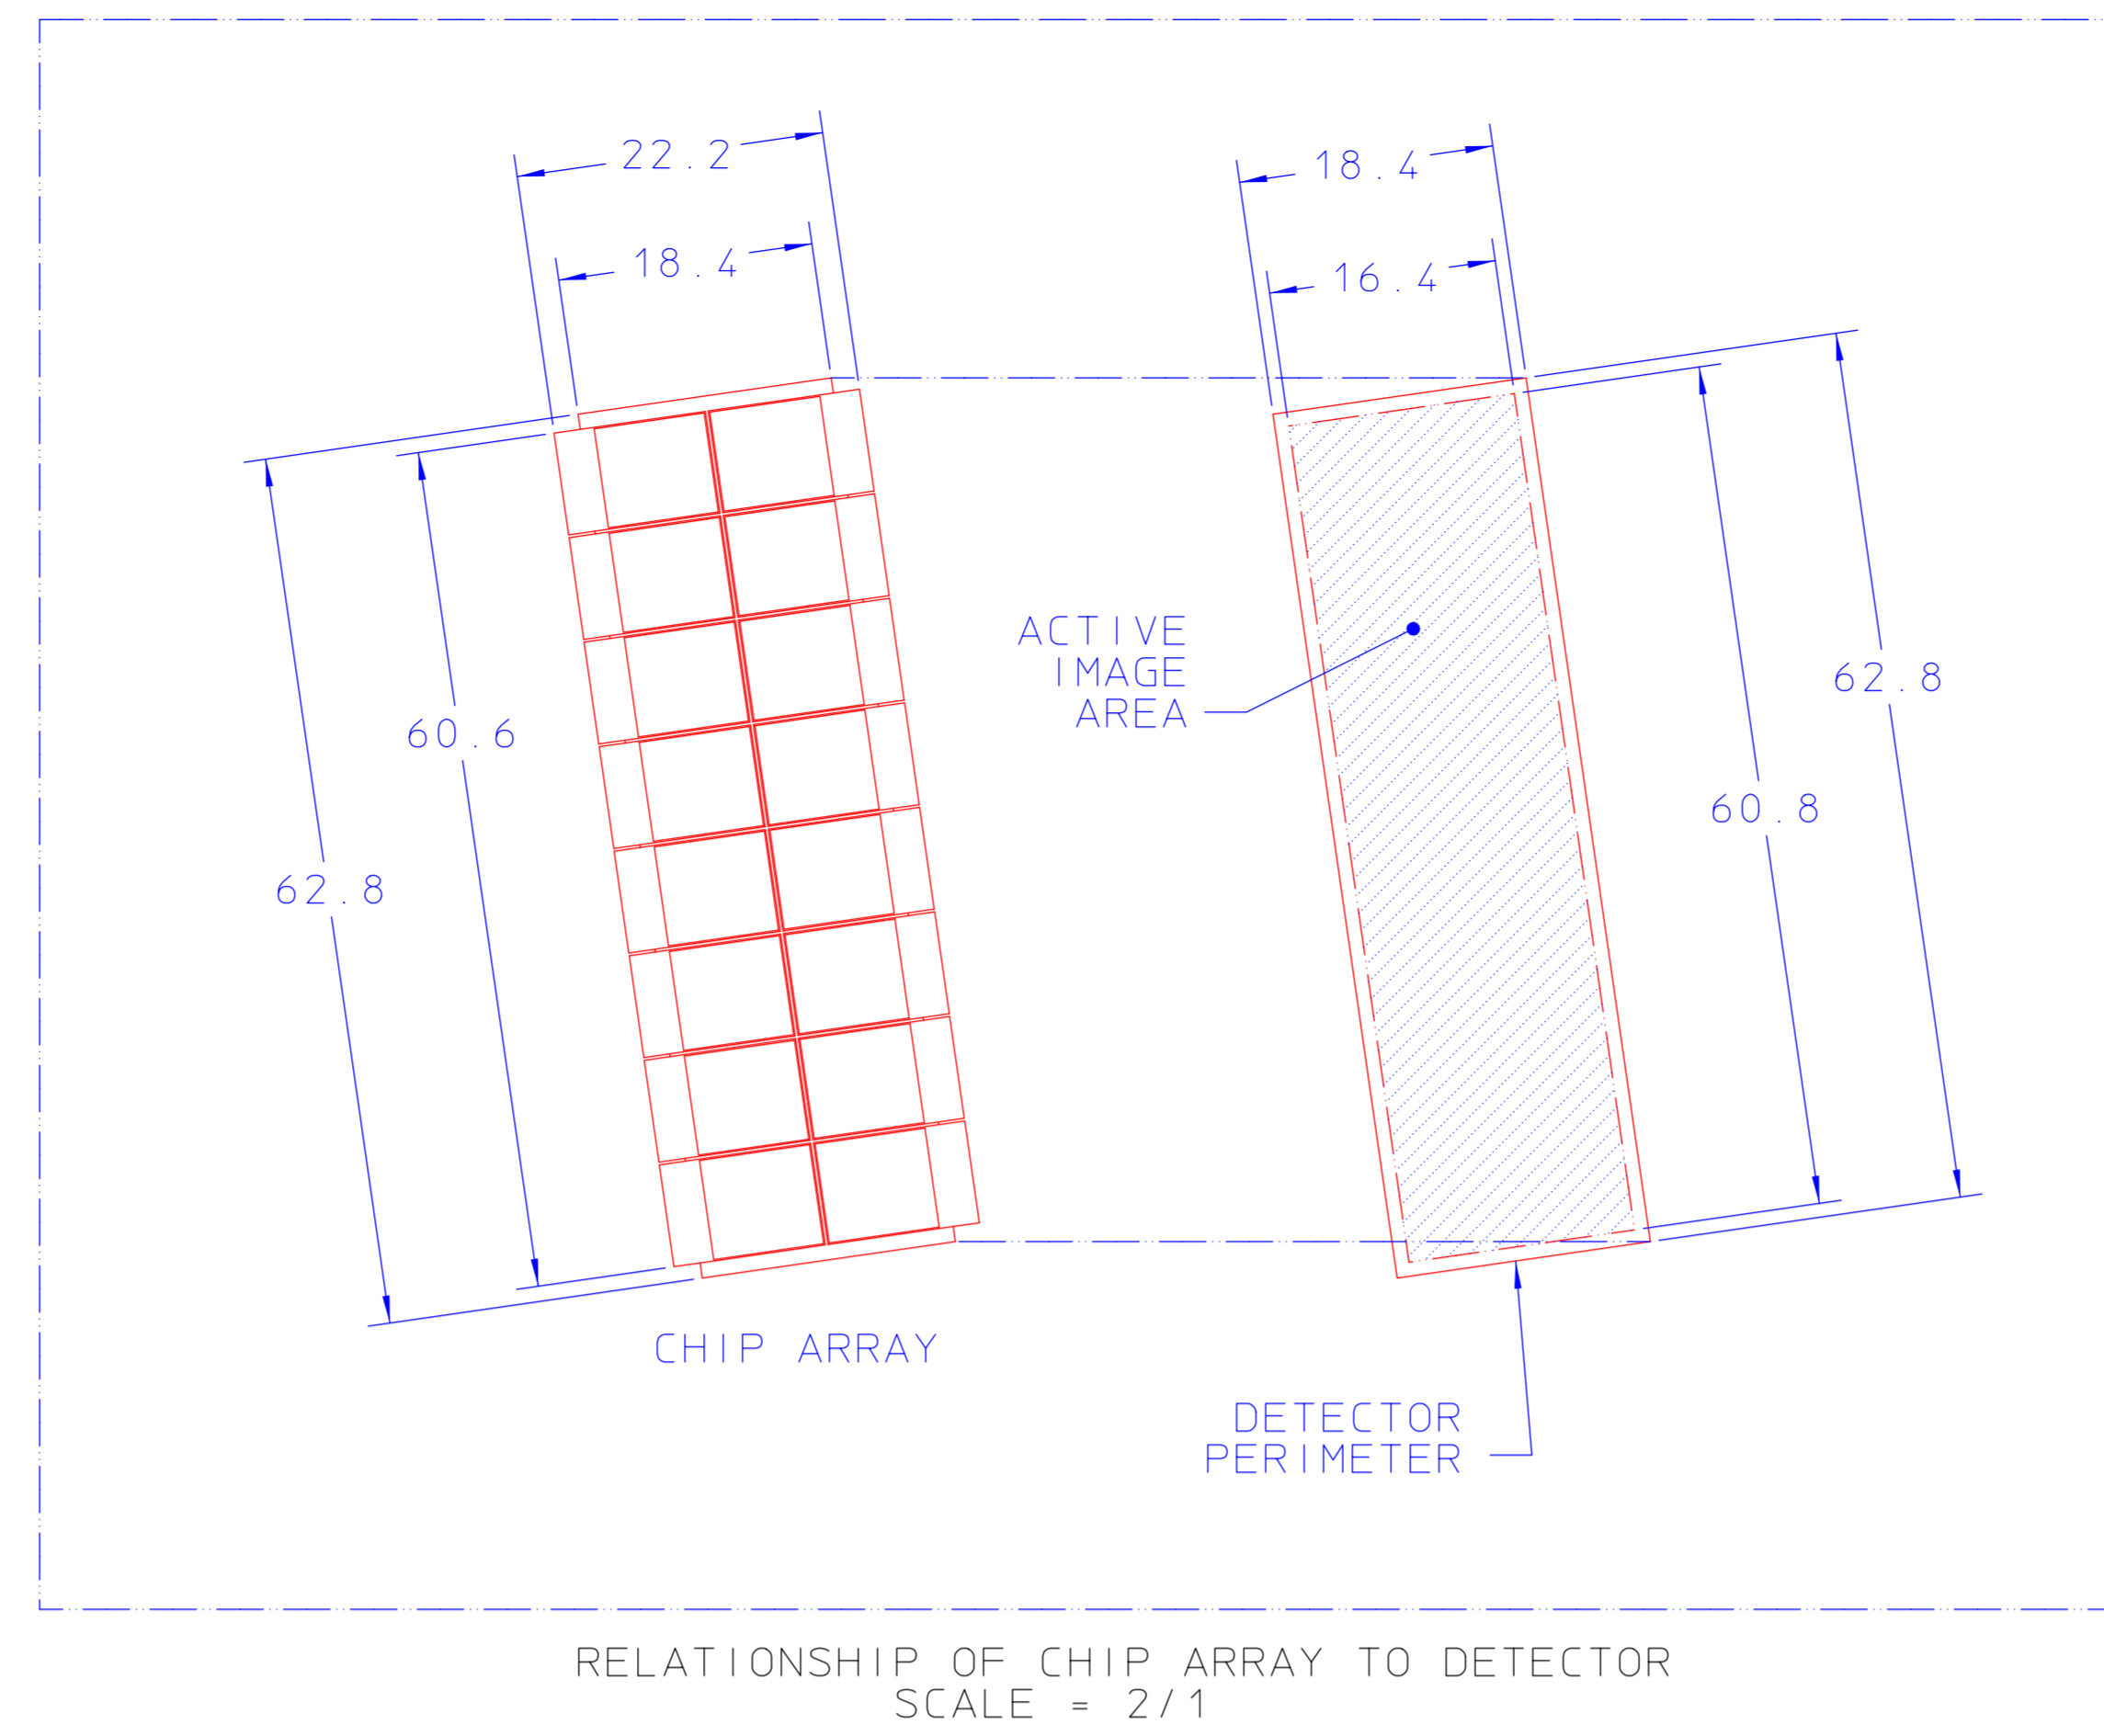 22.2
18.4
18.4
16.4
ACTIVE
IMAGE
AREA
62.8
60.6
60.8
62.8
CHIP ARRAY
DETECTOR
PERIMETER
RELATIONSHIP OF CHIP ARRAY TO DETECTOR
SCALE = 2/1